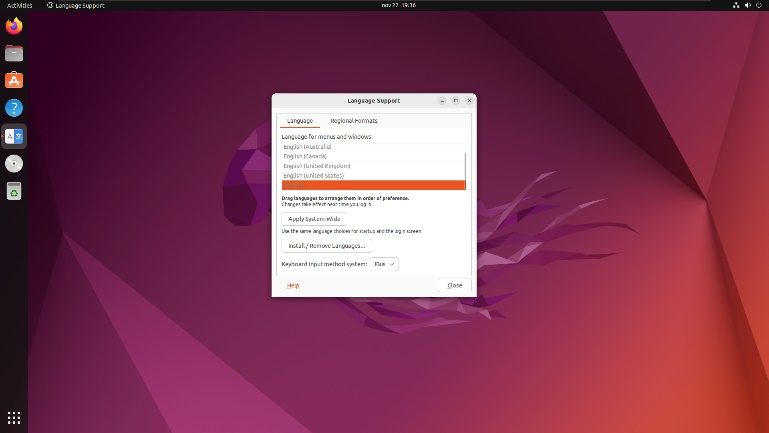 Activities
Language Support
nov 22 19:36
Language Support
Language
Regional Formats
Language for menus and windows:
English (Australia)
English (Canada)
English (United Kingdom)
English (United States)
Drag languages to arrange them in order of preference.
Changes take effect next time you log in.
Apply System-Wide
Use the same language choices for startup and the login screen.
Install / Remove Languages...
Keyboard input method system:
IBus
Help
Close